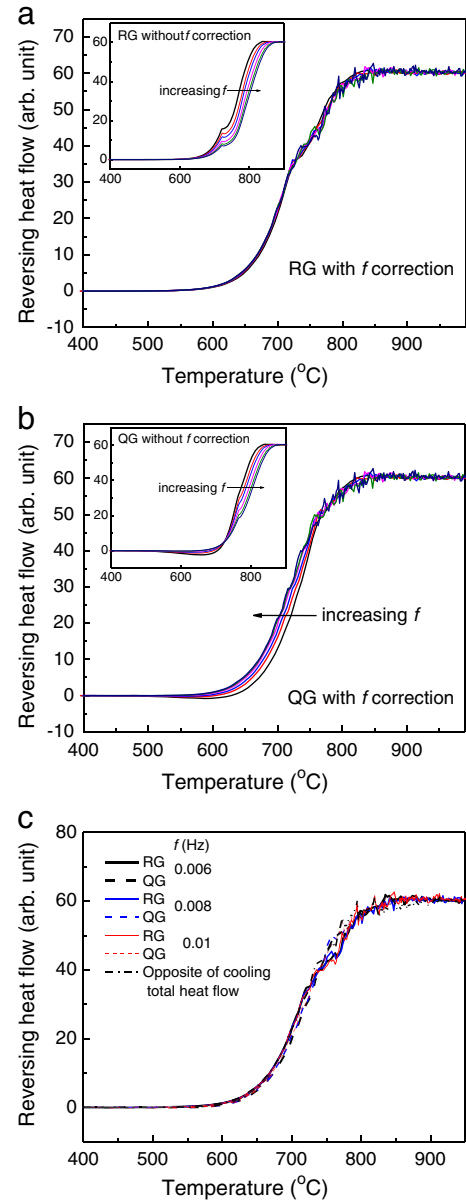 a
70
60
50
40
30
20
10
0
-10
Reversing heat flow (arb. unit)
60
40
20
0
400 600 800
RG without f correction
increasing f
RG with f correction
400 500 600 700 800 900
Temperature (°C)
b
70
60
50
40
30
20
10
0
-10
Reversing heat flow (arb. unit)
60
40
20
0
400 600 800
QG without f correction
increasing f
increasing f
QG with f correction
400 500 600 700 800 900
Temperature (°C)
c
80
60
40
20
0
Reversing heat flow (arb. unit)
f (Hz)
RG
0.006
QG
RG
0.008
QG
RG
0.01
QG
Opposite of cooling
total heat flow
400 500 600 700 800 900
Temperature (°C)